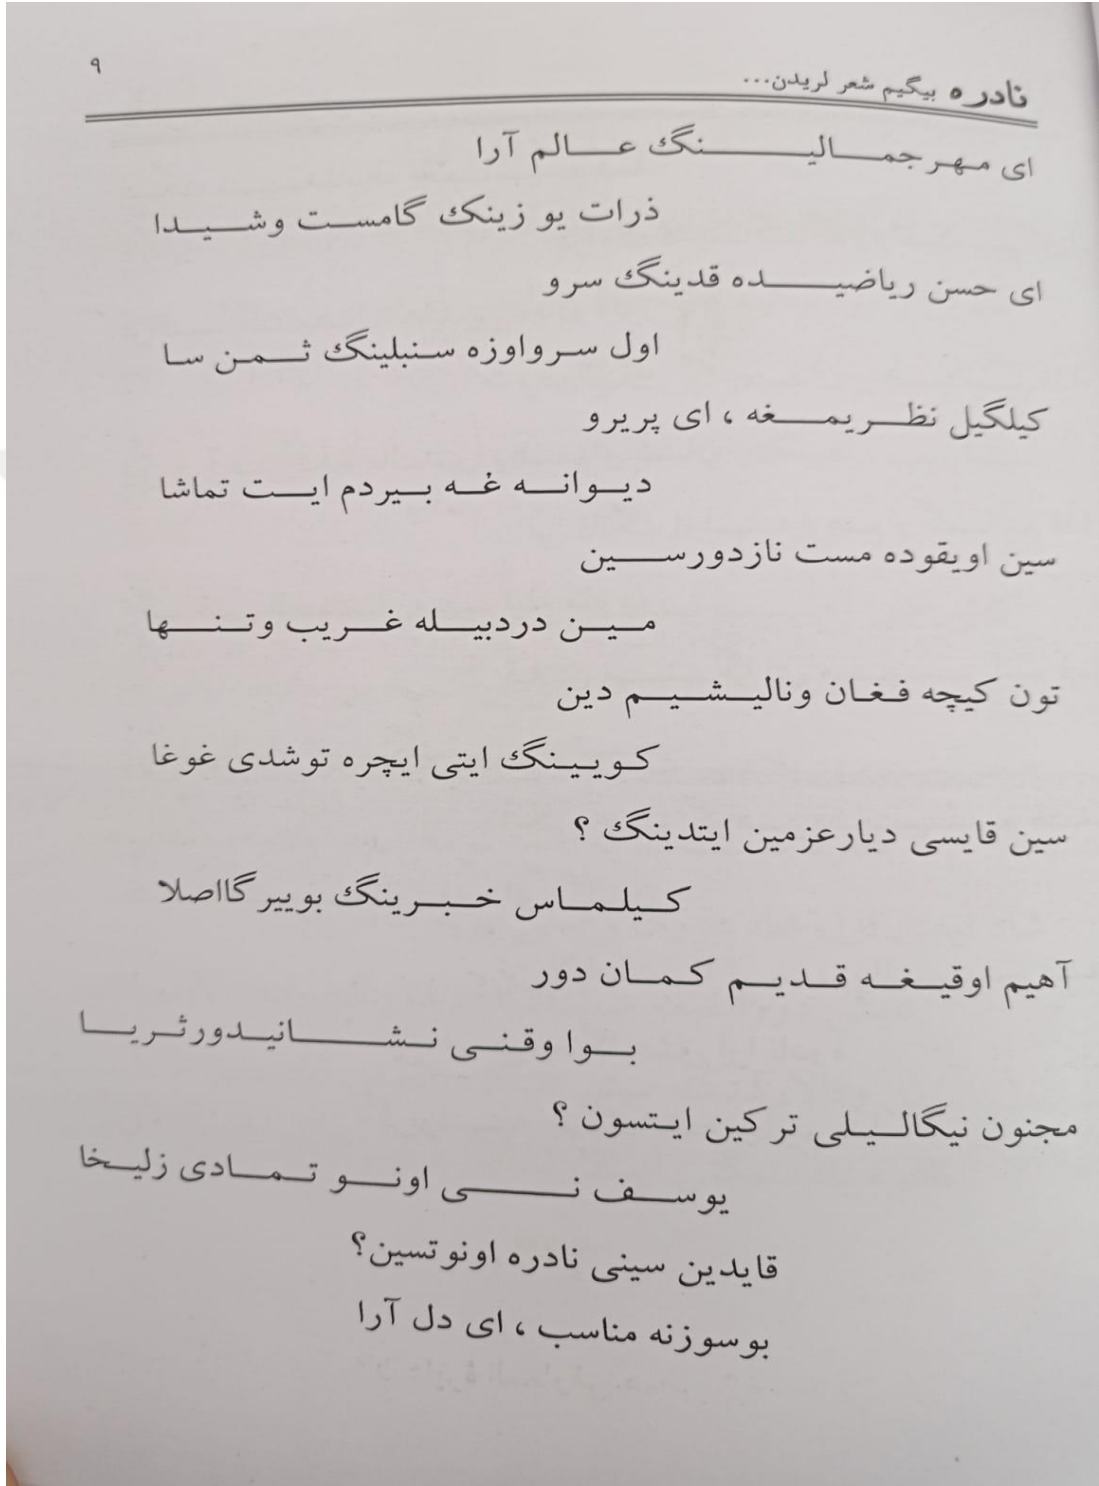 نادره بیگیم شعر لریدن...
۹
ای مهر جمالینگ عالم آرا
ذرات یو زینک گامست وشیدا
ای حسن ریاضیده قدینگ سرو
اول سرواوزه سنبلینگ ثمن سا
کیلگیل نظریمغه ، ای پریرو
دیوانه غه بیردم ایت تماشا
سین اویقوده مست نازدورسین
مین دردبیله غریب وتنها
تون کیچه فغان ونالیشیم دین
کویینگ ایتی ایچره توشدی غوغا
سین قایسی دیارعزمین ایتدینگ ؟
کیلماس خبرینگ بوییر گااصلا
آهیم اوقیغه قدیم کمان دور
بوا وقنی نشانیدورثریا
مجنون نیگالیلی ترکین ایتسون ؟
یوسف نی اونو تمادی زلیخا
قایدین سینی نادره اونوتسین؟
بوسوزنه مناسب ، ای دل آرا